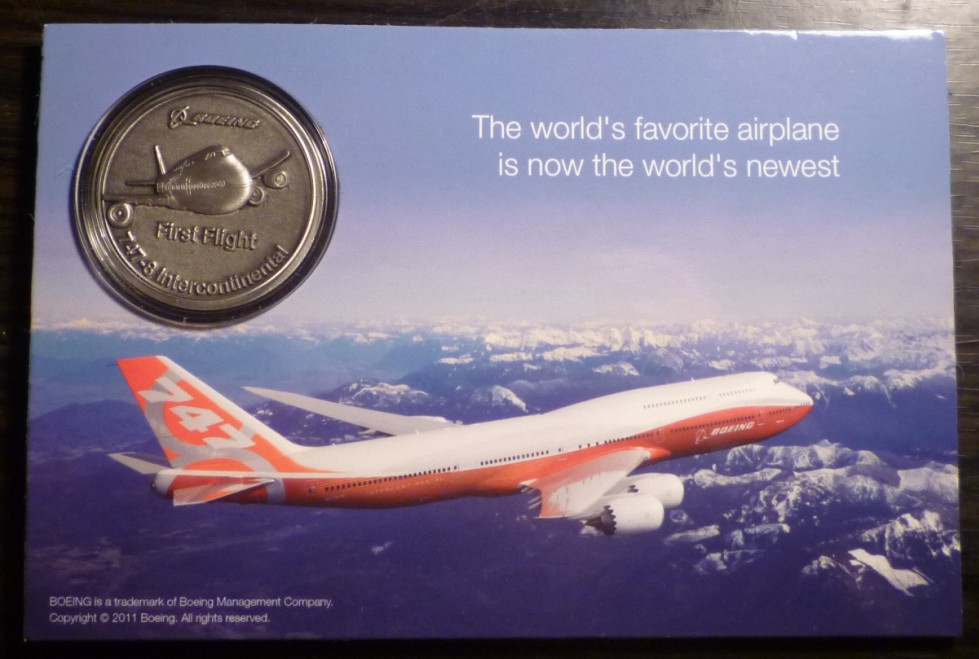 BOEING
First Flight
747-8 Intercontinental
The world's favorite airplane
is now the world's newest
747
BOEING
BOEING is a trademark of Boeing Management Company.
Copyright © 2011 Boeing. All rights reserved.